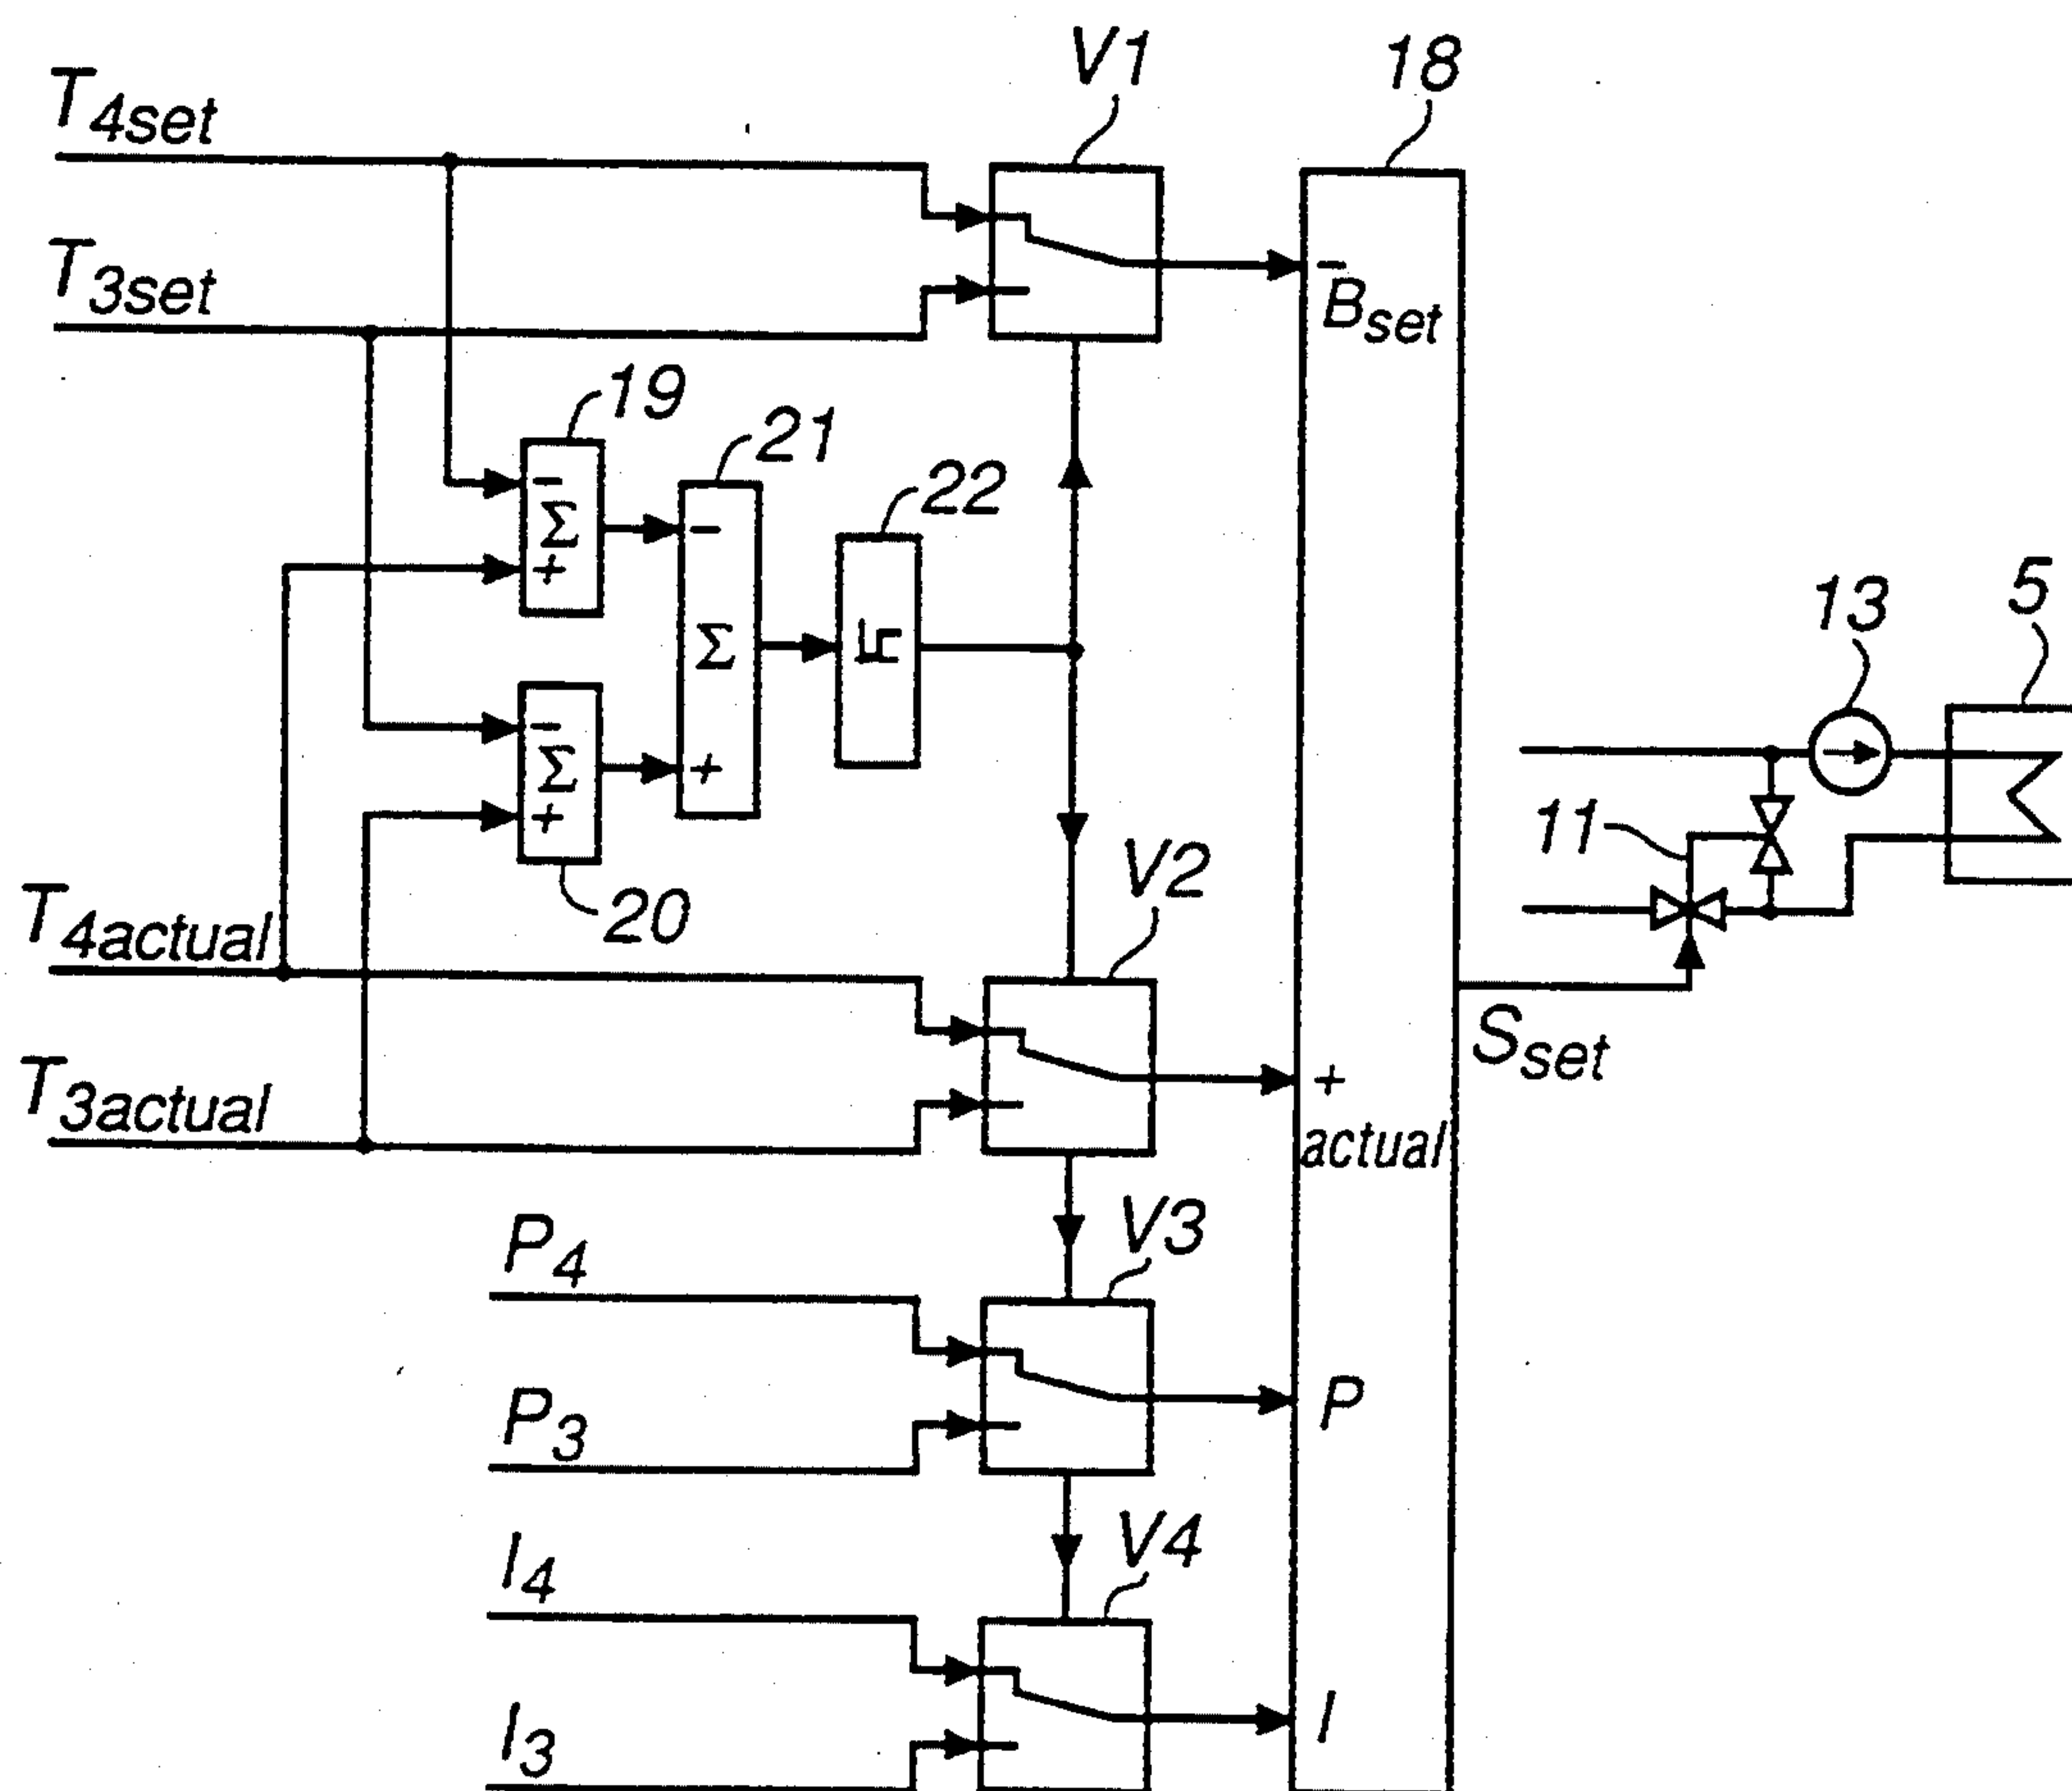 V1
18
T4set
T3set
–
Bset
19
21
22
–
Σ
+
–
Σ
+
–
Σ
+
20
13
5
11
T4actual
V2
Sset
T3actual
+
actual
V3
P4
P3
P
V4
I4
I3
I